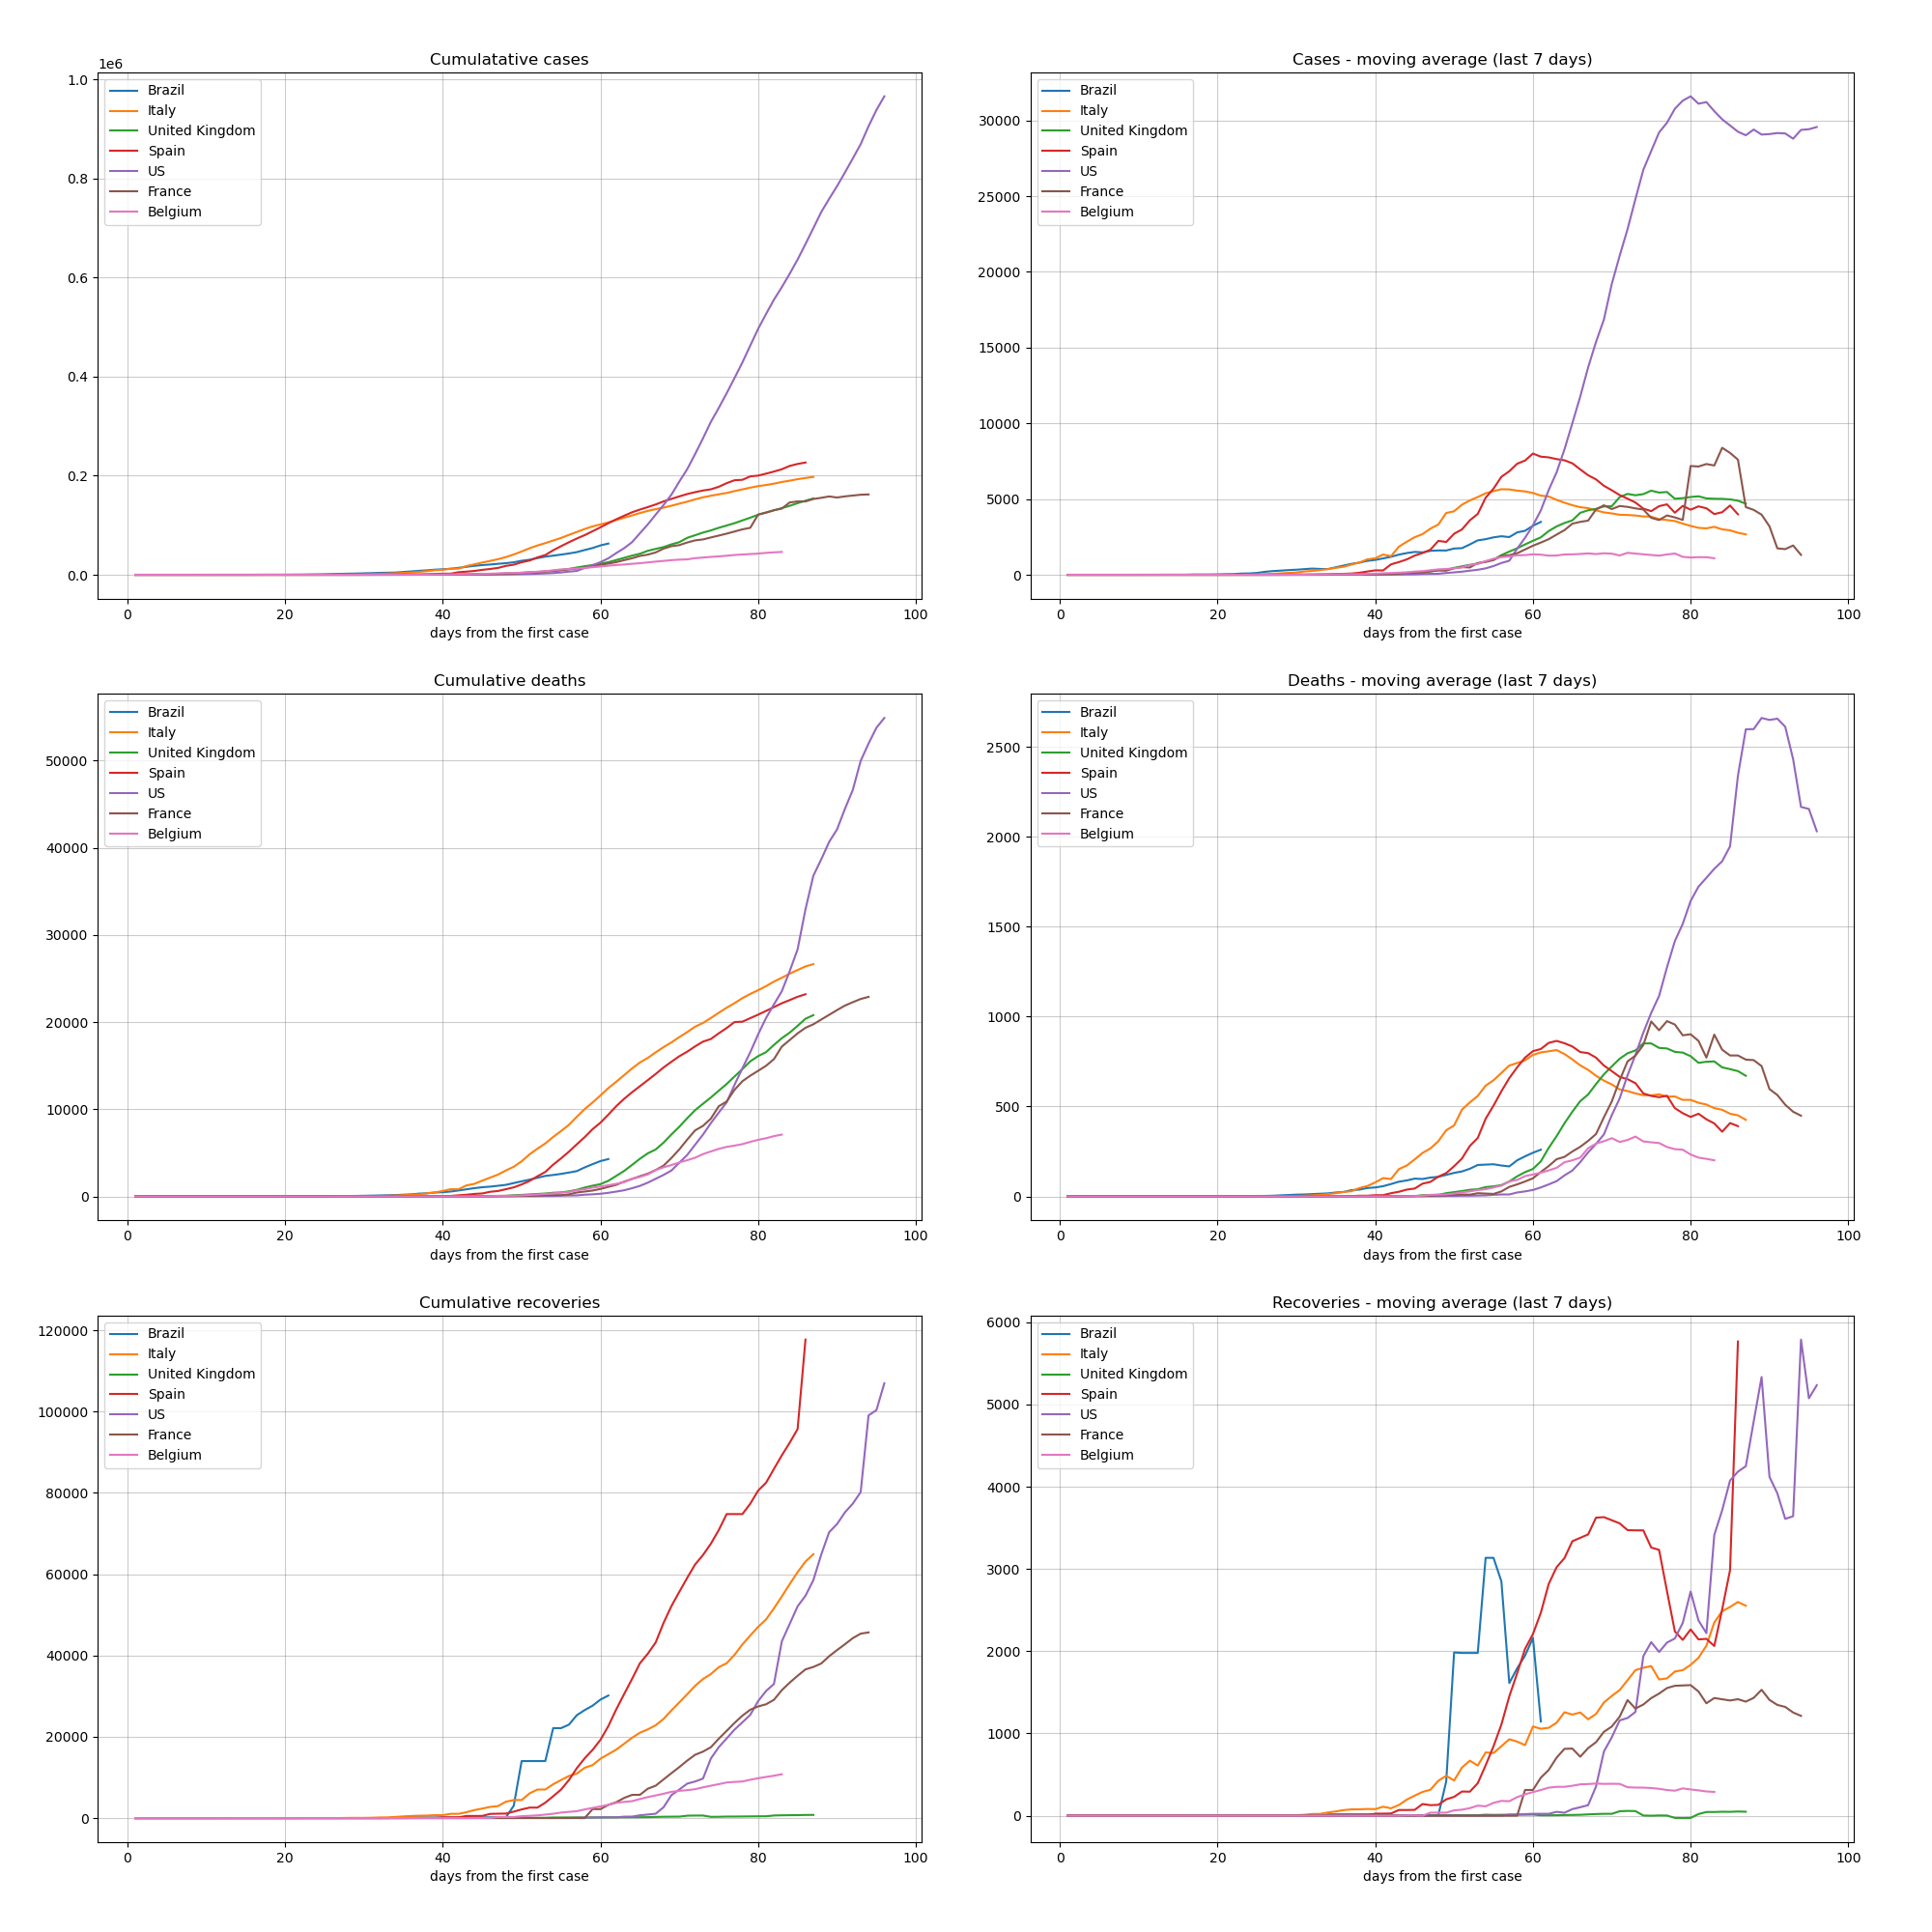 Cumulatative cases
1e6
1.0
0.8
0.6
0.4
0.2
0.0
Brazil
Italy
United Kingdom
Spain
US
France
Belgium
0 20 40 60 80 100
days from the first case
Cases - moving average (last 7 days)
30000
25000
20000
15000
10000
5000
0
Brazil
Italy
United Kingdom
Spain
US
France
Belgium
0 20 40 60 80 100
days from the first case
Cumulative deaths
50000
40000
30000
20000
10000
0
Brazil
Italy
United Kingdom
Spain
US
France
Belgium
0 20 40 60 80 100
days from the first case
Deaths - moving average (last 7 days)
2500
2000
1500
1000
500
0
Brazil
Italy
United Kingdom
Spain
US
France
Belgium
0 20 40 60 80 100
days from the first case
Cumulative recoveries
120000
100000
80000
60000
40000
20000
0
Brazil
Italy
United Kingdom
Spain
US
France
Belgium
0 20 40 60 80 100
days from the first case
Recoveries - moving average (last 7 days)
6000
5000
4000
3000
2000
1000
0
Brazil
Italy
United Kingdom
Spain
US
France
Belgium
0 20 40 60 80 100
days from the first case